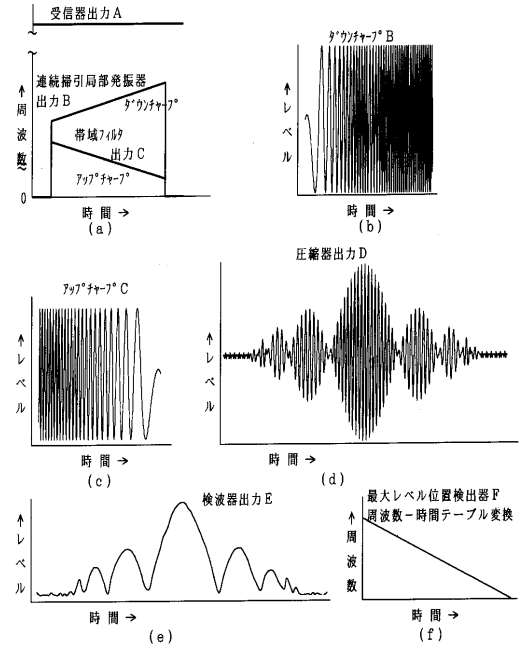 受信器出力A
連続掃引局部発振器
出力B
ダウンチャープ
帯域フィルタ
出力C
アップチャープ
↑周波数
0
時間→
(a)
ダウンチャープB
↑レベル
時間→
(b)
アップチャープC
↑レベル
時間→
(c)
圧縮器出力D
↑レベル
時間→
(d)
検波器出力E
↑レベル
時間→
(e)
最大レベル位置検出器F
周波数－時間テーブル変換
↑周波数
時間→
(f)